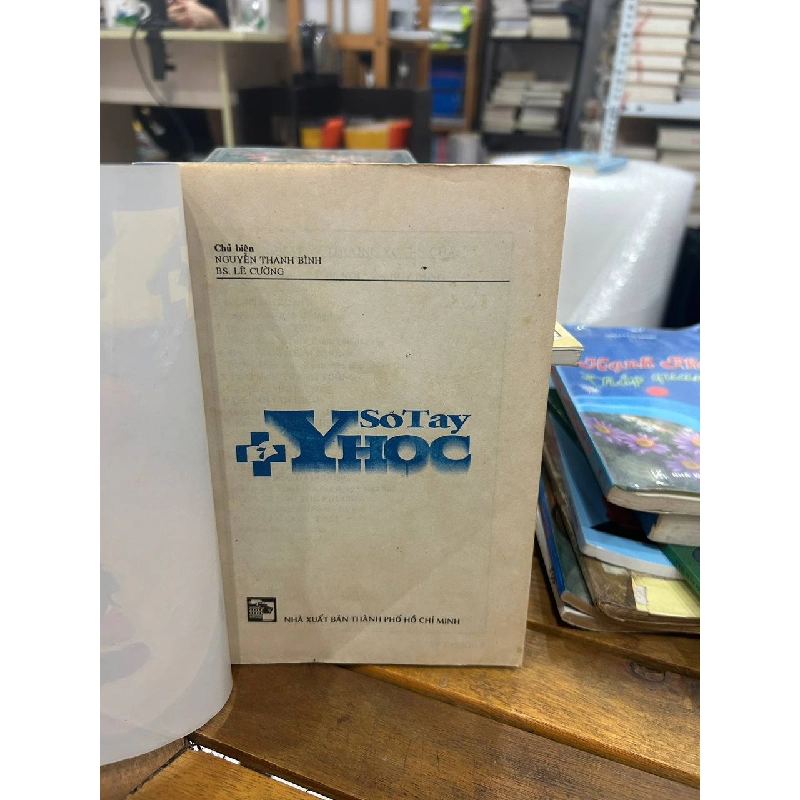 Chủ biên
NGUYỄN THANH BÌNH
BS. LÊ CƯỜNG
Sổ Tay
7 Y HỌC
NHÀ XUẤT BẢN THÀNH PHỐ HỒ CHÍ MINH